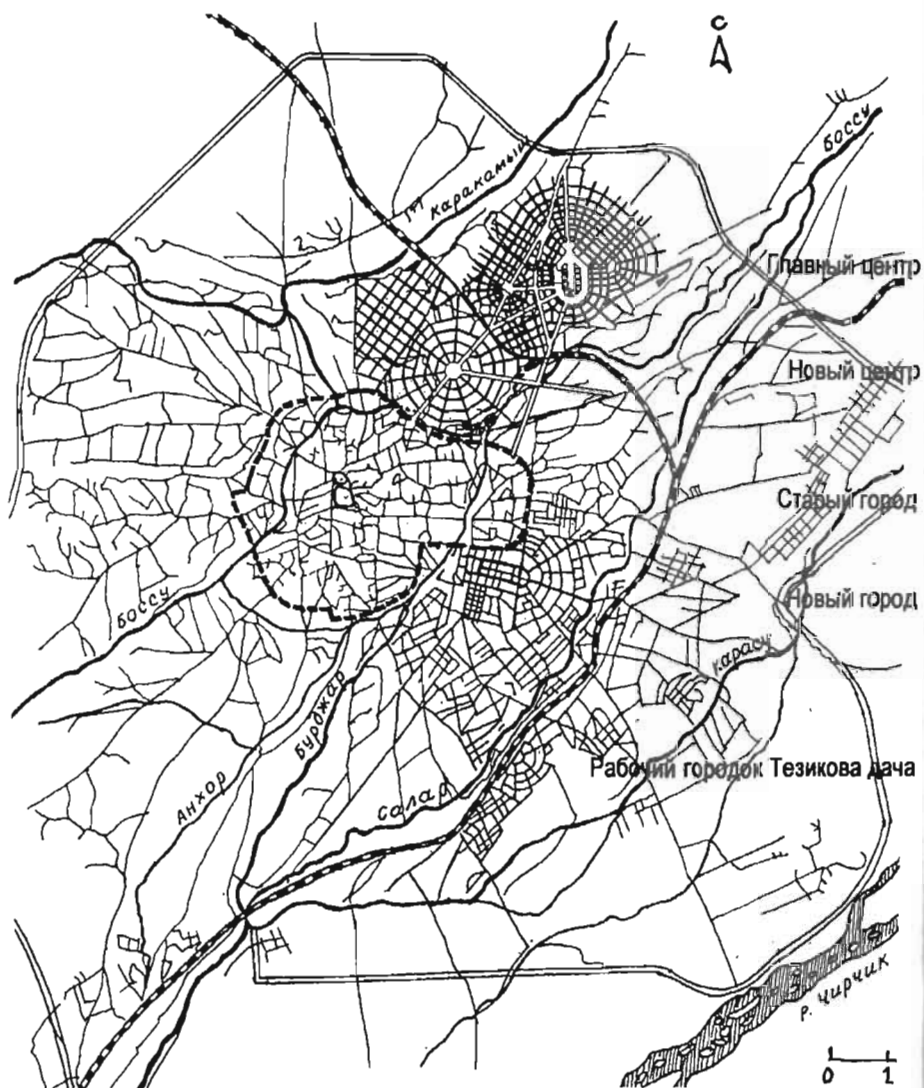 С
БОССУ
Каракамыш
Главный центр
Новый центр
Старый город
Новый город
БОССУ
Карасу
БУРДЖАР
АНХОР
САЛАР
Рабочий городок Тезикова дача
р. ЧИРЧИК
0 1